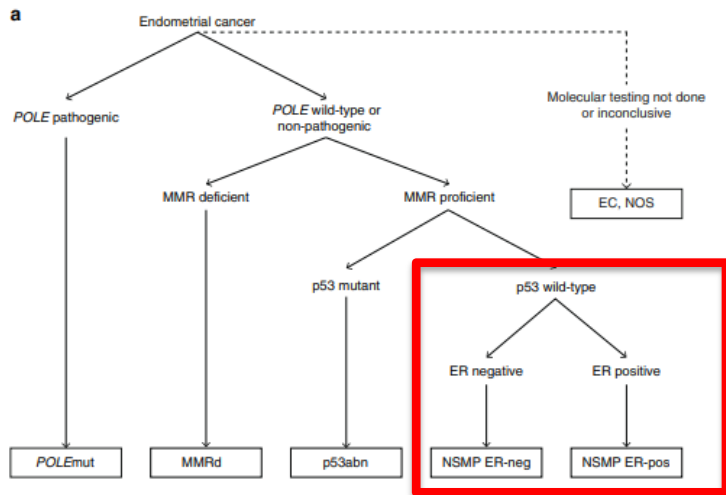 a
Endometrial cancer
POLE pathogenic
POLE wild-type or
non-pathogenic
Molecular testing not done
or inconclusive
MMR deficient
MMR proficient
EC, NOS
p53 mutant
p53 wild-type
ER negative
ER positive
POLEmut
MMRd
p53abn
NSMP ER-neg
NSMP ER-pos